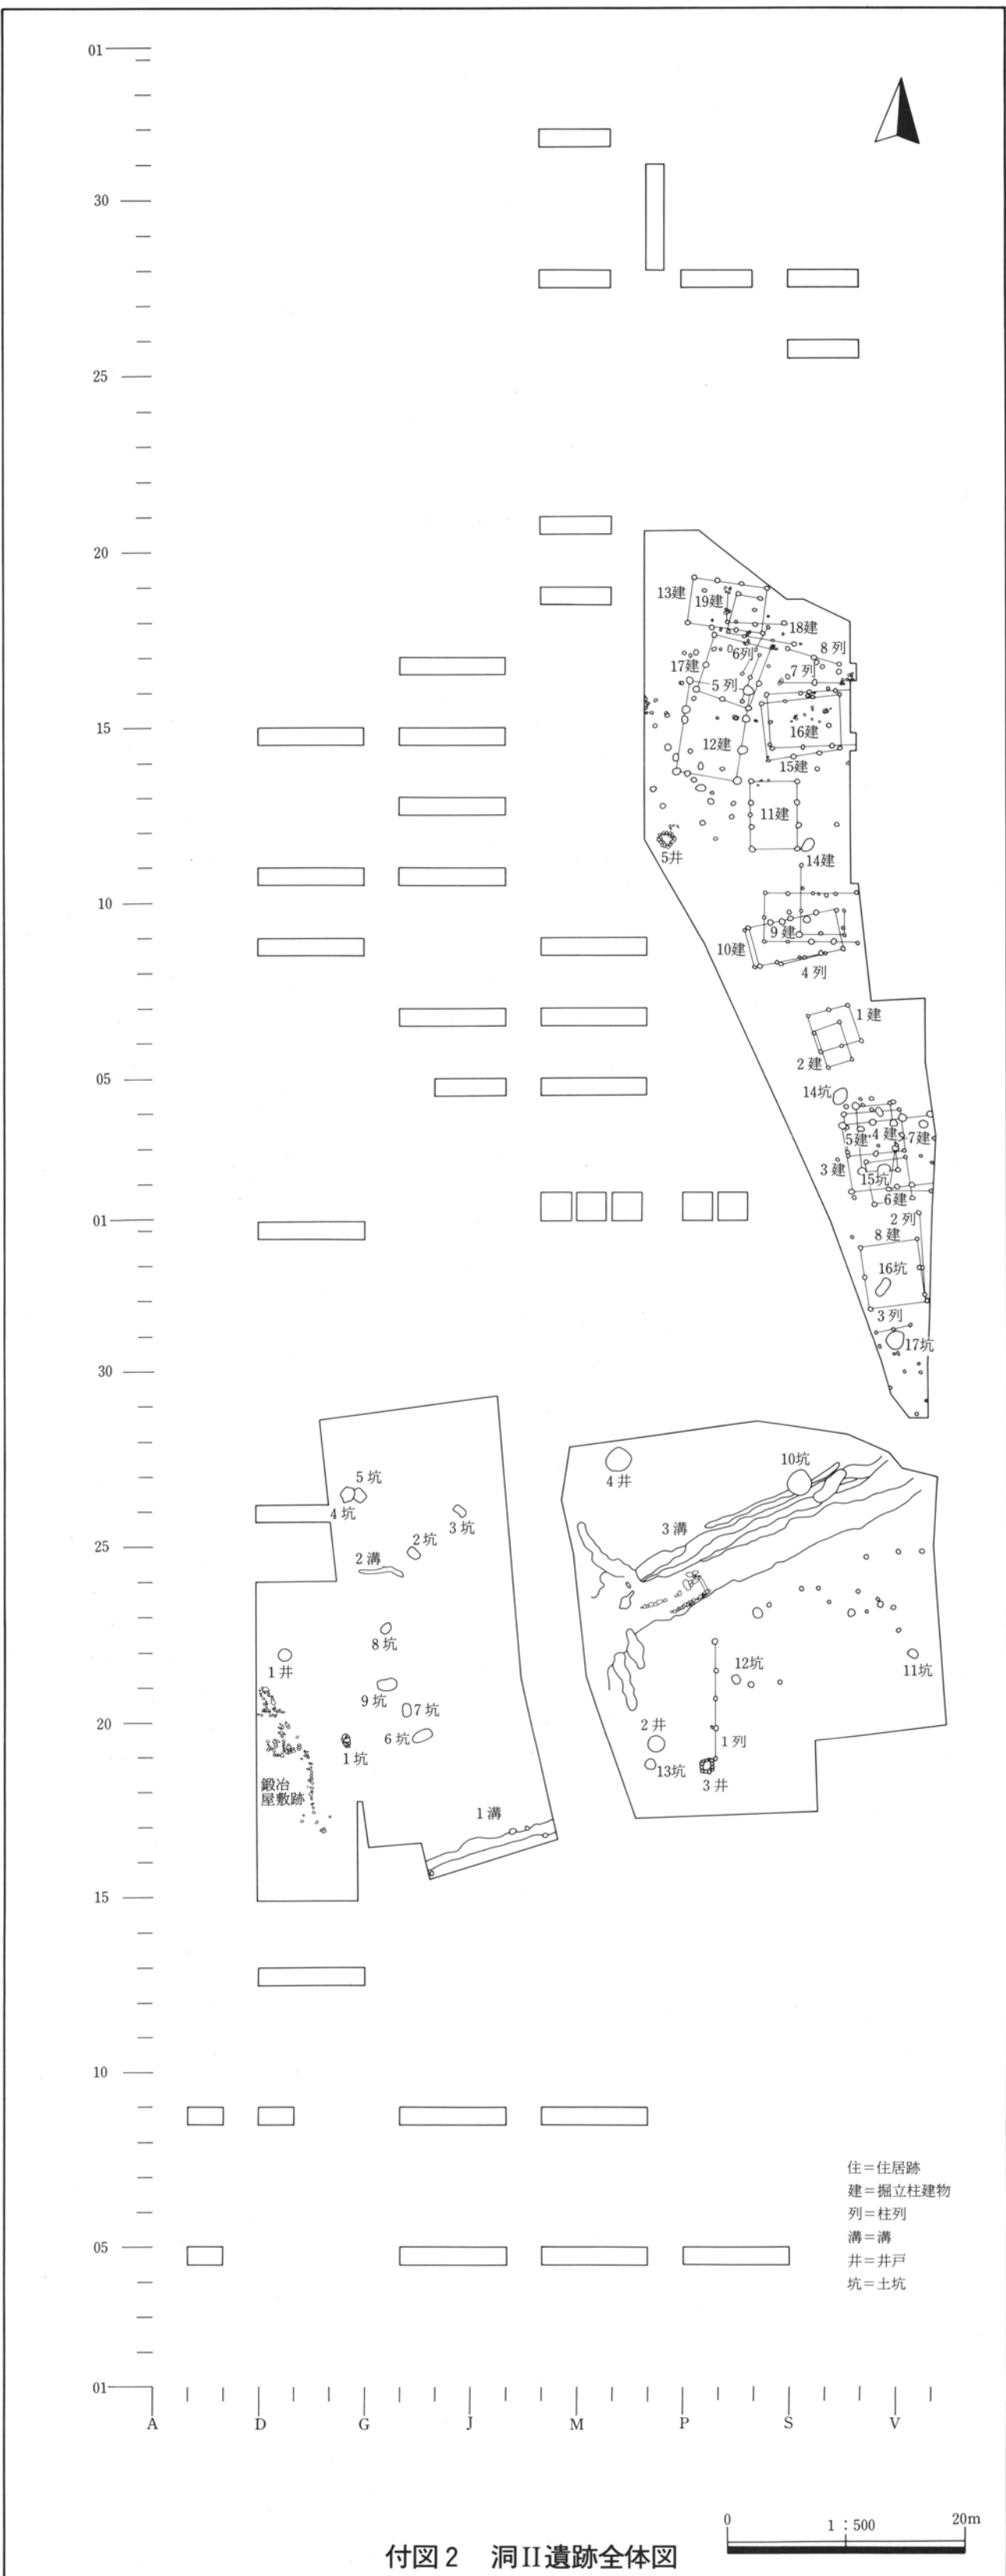 01
30
25
20
13建
19建
18建
6列
8列
17建
7列
5列
15
16建
12建
15建
11建
5井
14建
10
9建
10建
4列
1建
2建
05
14坑
5建
4建
7建
3建
15坑
6建
01
2列
8建
16坑
3列
17坑
30
5坑
4坑
3坑
10坑
4井
25
2坑
2溝
3溝
8坑
1井
12坑
11坑
9坑
7坑
20
6坑
1坑
2井
1列
13坑
3井
鍛冶
屋敷跡
1溝
15
10
住=住居跡
建=掘立柱建物
列=柱列
溝=溝
井=井戸
坑=土坑
05
01
A D G J M P S V
0 1:500 20m
付図2 洞II遺跡全体図